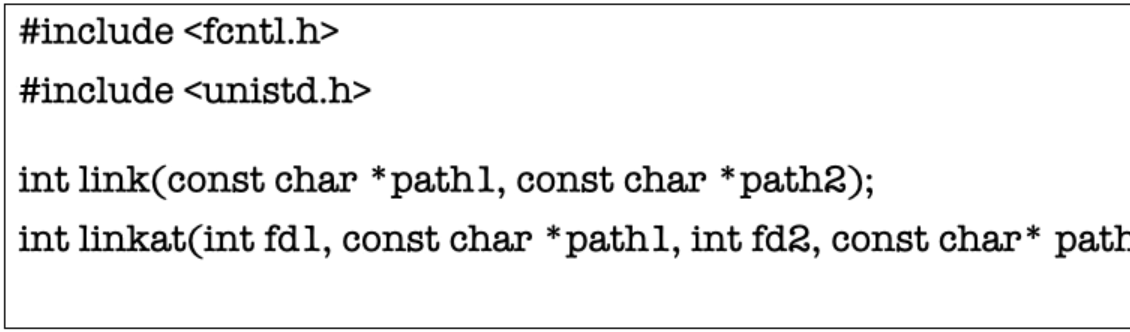 #include <fcntl.h>
#include <unistd.h>
int link(const char *path1, const char *path2);
int linkat(int fd1, const char *path1, int fd2, const char* path